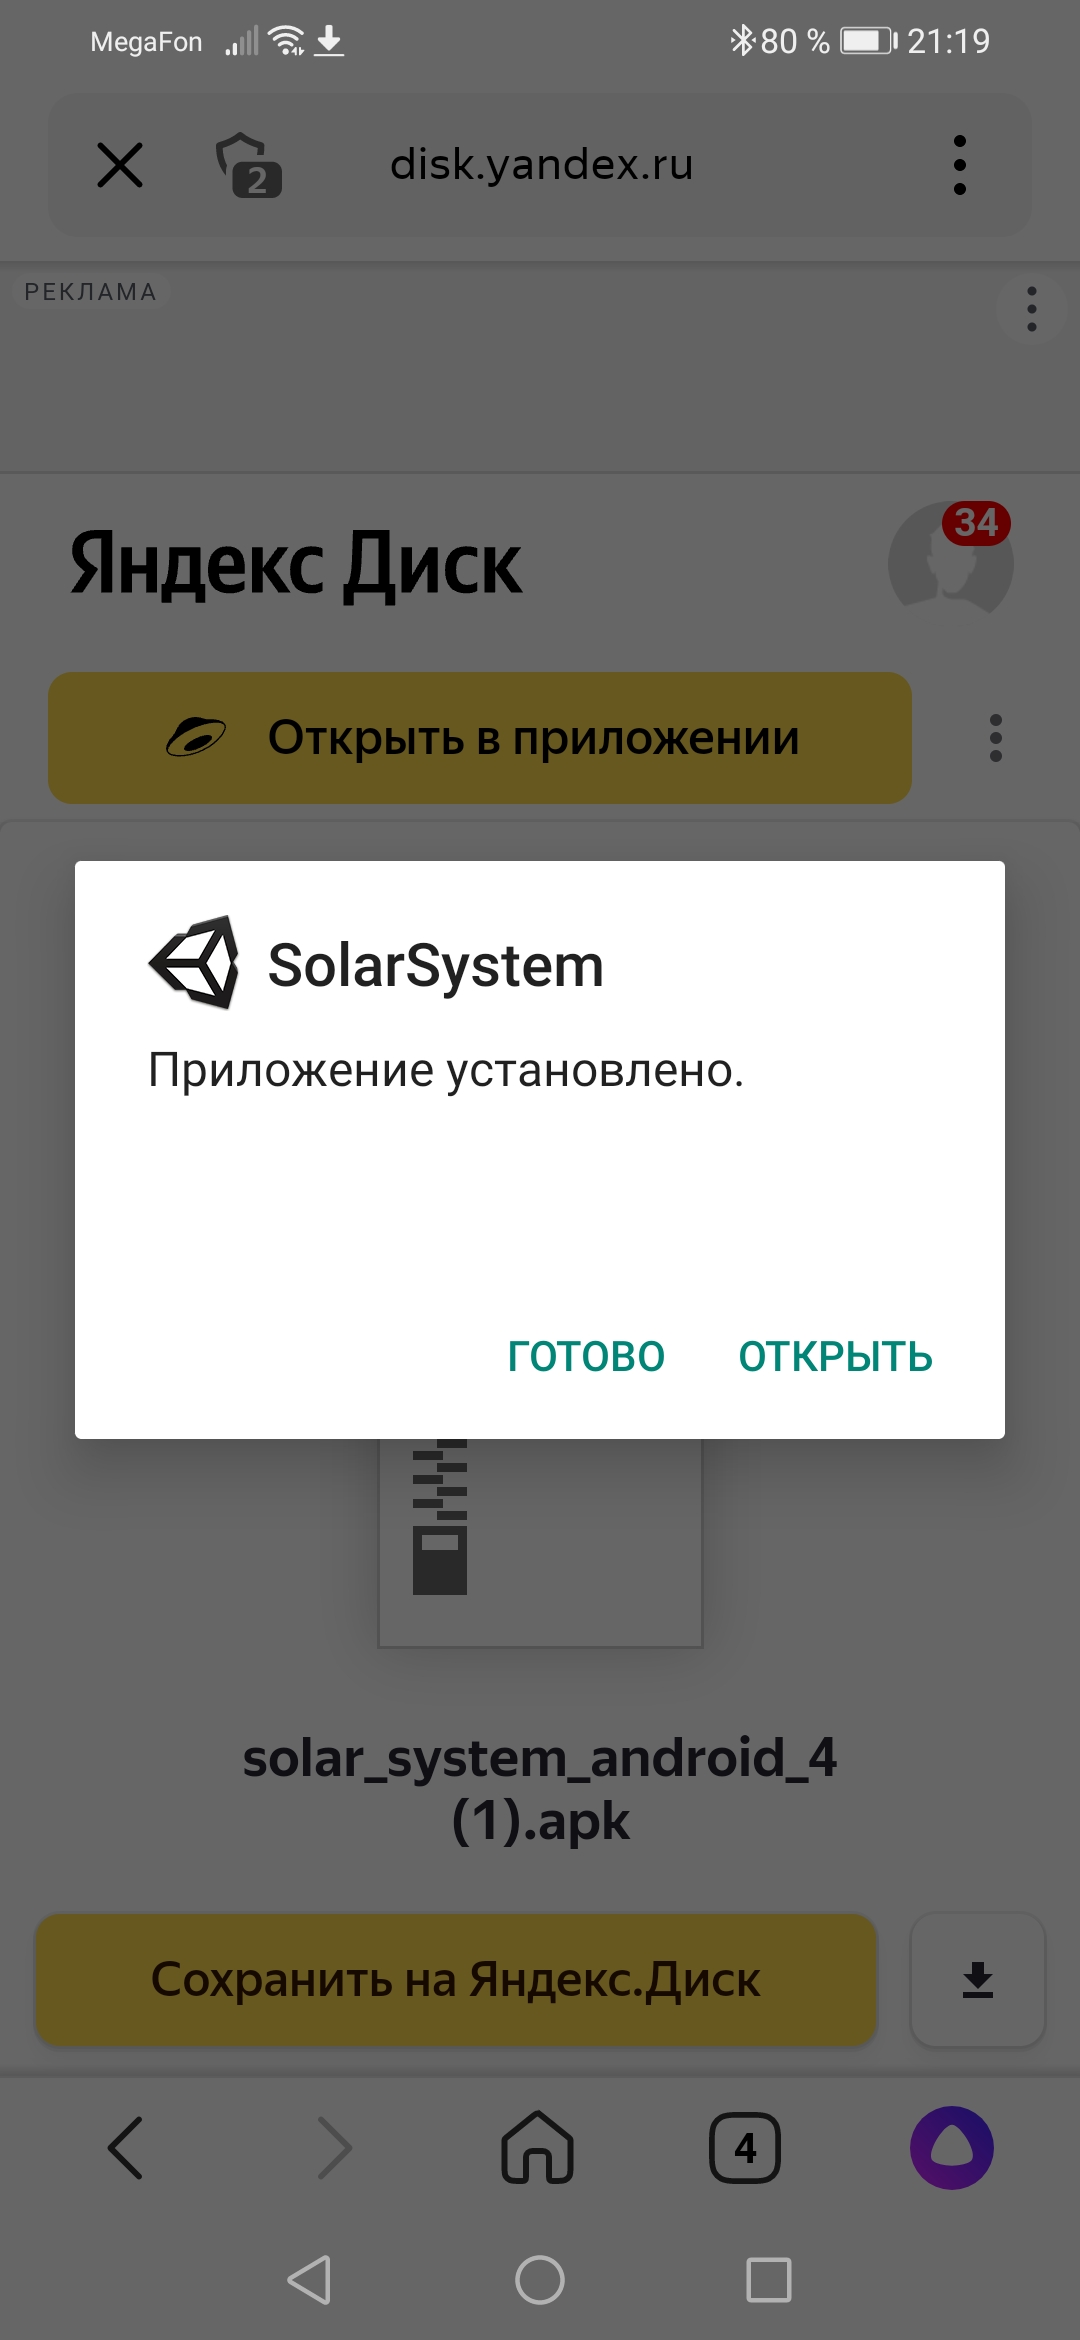 MegaFon 80 % 21:19
2 disk.yandex.ru
РЕКЛАМА
Яндекс Диск 34
Открыть в приложении
SolarSystem
Приложение установлено.
ГОТОВО ОТКРЫТЬ
solar_system_android_4
(1).apk
Сохранить на Яндекс.Диск
4